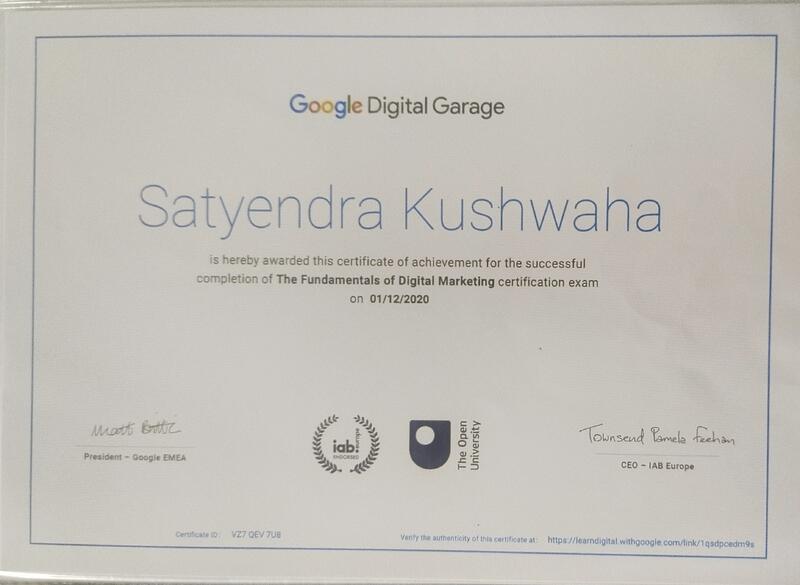 Google Digital Garage
Satyendra Kushwaha
is hereby awarded this certificate of achievement for the successful
completion of The Fundamentals of Digital Marketing certification exam
on 01/12/2020
Matt Brittin
President – Google EMEA
iab europe
ENDORSED
The Open
University
Townsend Pamela Feehan
CEO – IAB Europe
Certificate ID: VZ7 QEV 7U8
Verify the authenticity of this certificate at: https://learndigital.withgoogle.com/link/1qsdpcedm9s